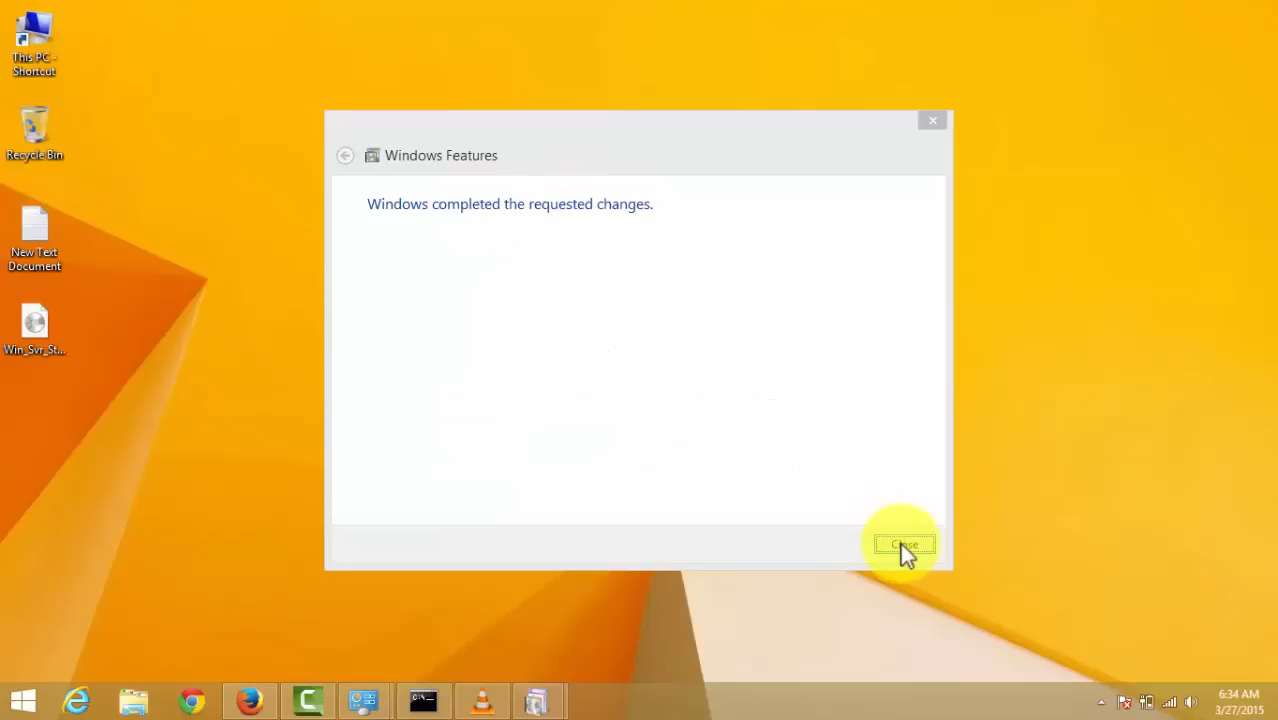 This PC -
Shortcut
Recycle Bin
New Text
Document
Win_Svr_St...
Windows Features
Windows completed the requested changes.
Close
6:34 AM
3/27/2015